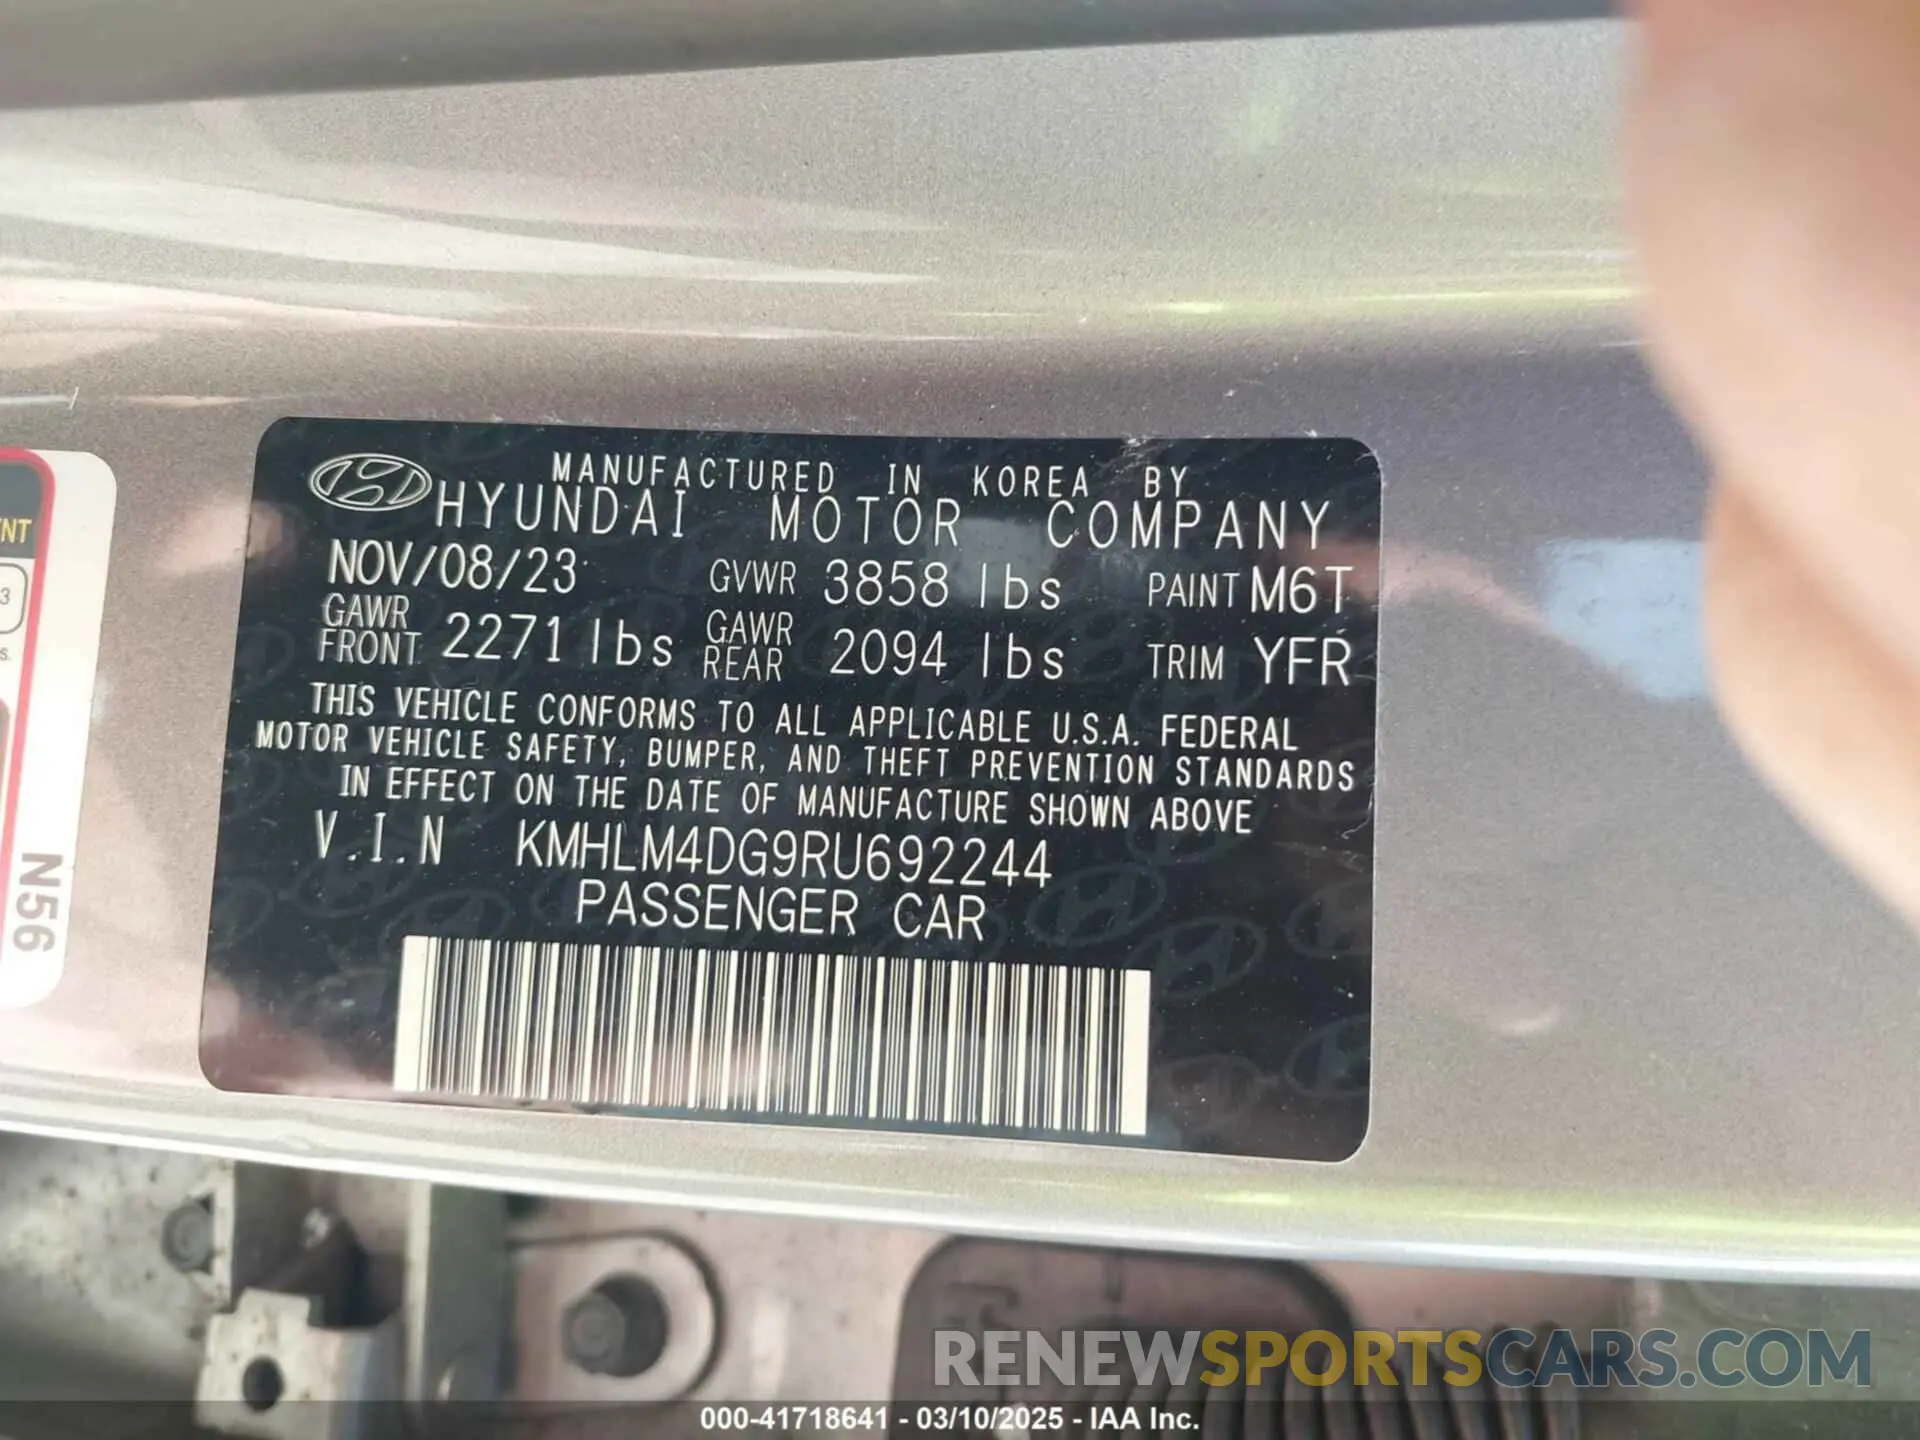 MANUFACTURED IN KOREA BY
HYUNDAI MOTOR COMPANY
NOV/08/23 GVWR 3858 lbs PAINT M6T
GAWR FRONT 2271 lbs GAWR REAR 2094 lbs TRIM YFR
THIS VEHICLE CONFORMS TO ALL APPLICABLE U.S.A. FEDERAL
MOTOR VEHICLE SAFETY, BUMPER, AND THEFT PREVENTION STANDARDS
IN EFFECT ON THE DATE OF MANUFACTURE SHOWN ABOVE
V.I.N KMHLM4DG9RU692244
PASSENGER CAR
N56
RENEWSPORTSCARS.COM
000-41718641 - 03/10/2025 - IAA Inc.